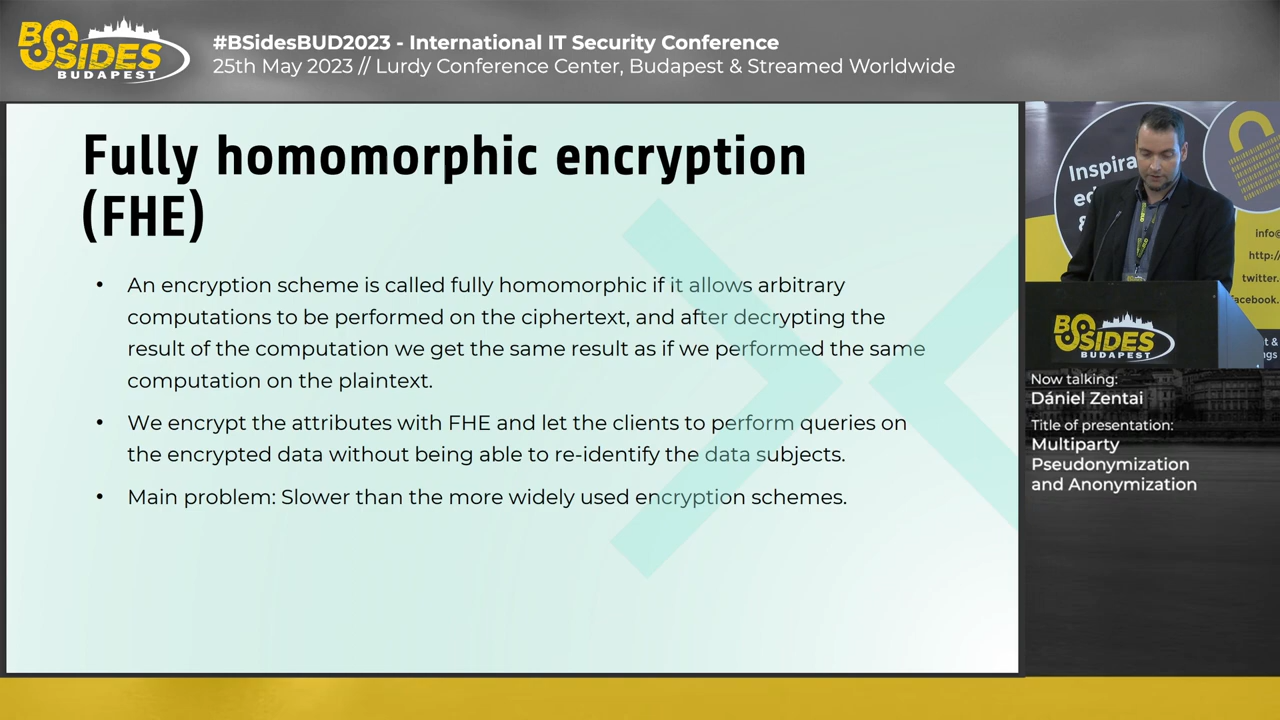 BSIDES
BUDAPEST
#BSidesBUD2023 - International IT Security Conference
25th May 2023 // Lurdy Conference Center, Budapest & Streamed Worldwide
Fully homomorphic encryption
(FHE)
• An encryption scheme is called fully homomorphic if it allows arbitrary
computations to be performed on the ciphertext, and after decrypting the
result of the computation we get the same result as if we performed the same
computation on the plaintext.
• We encrypt the attributes with FHE and let the clients to perform queries on
the encrypted data without being able to re-identify the data subjects.
• Main problem: Slower than the more widely used encryption schemes.
Inspira
ed
&
info@
http:/
twitter.
facebook.
BSIDES
BUDAPEST
Now talking:
Dániel Zentai
Title of presentation:
Multiparty
Pseudonymization
and Anonymization